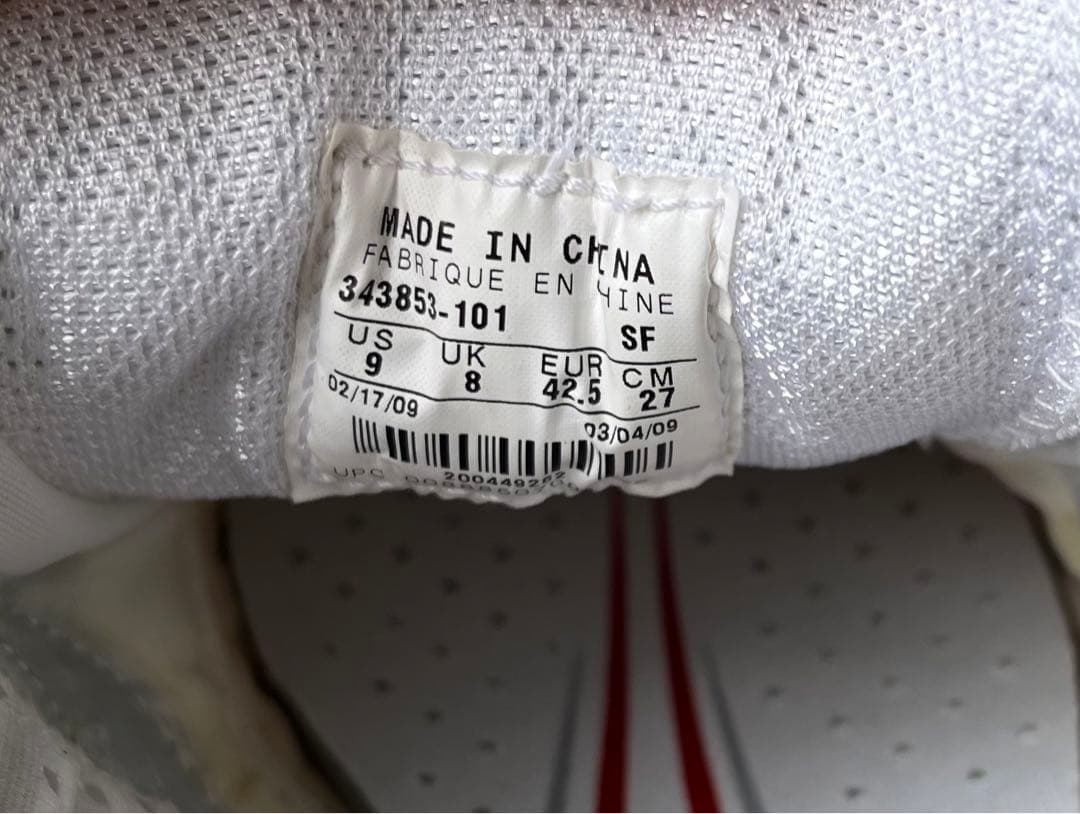 MADE IN CHINA
FABRIQUE EN CHINE
343853-101 SF
US UK EUR CM
9 8 42.5 27
02/17/09 03/04/09
UPC